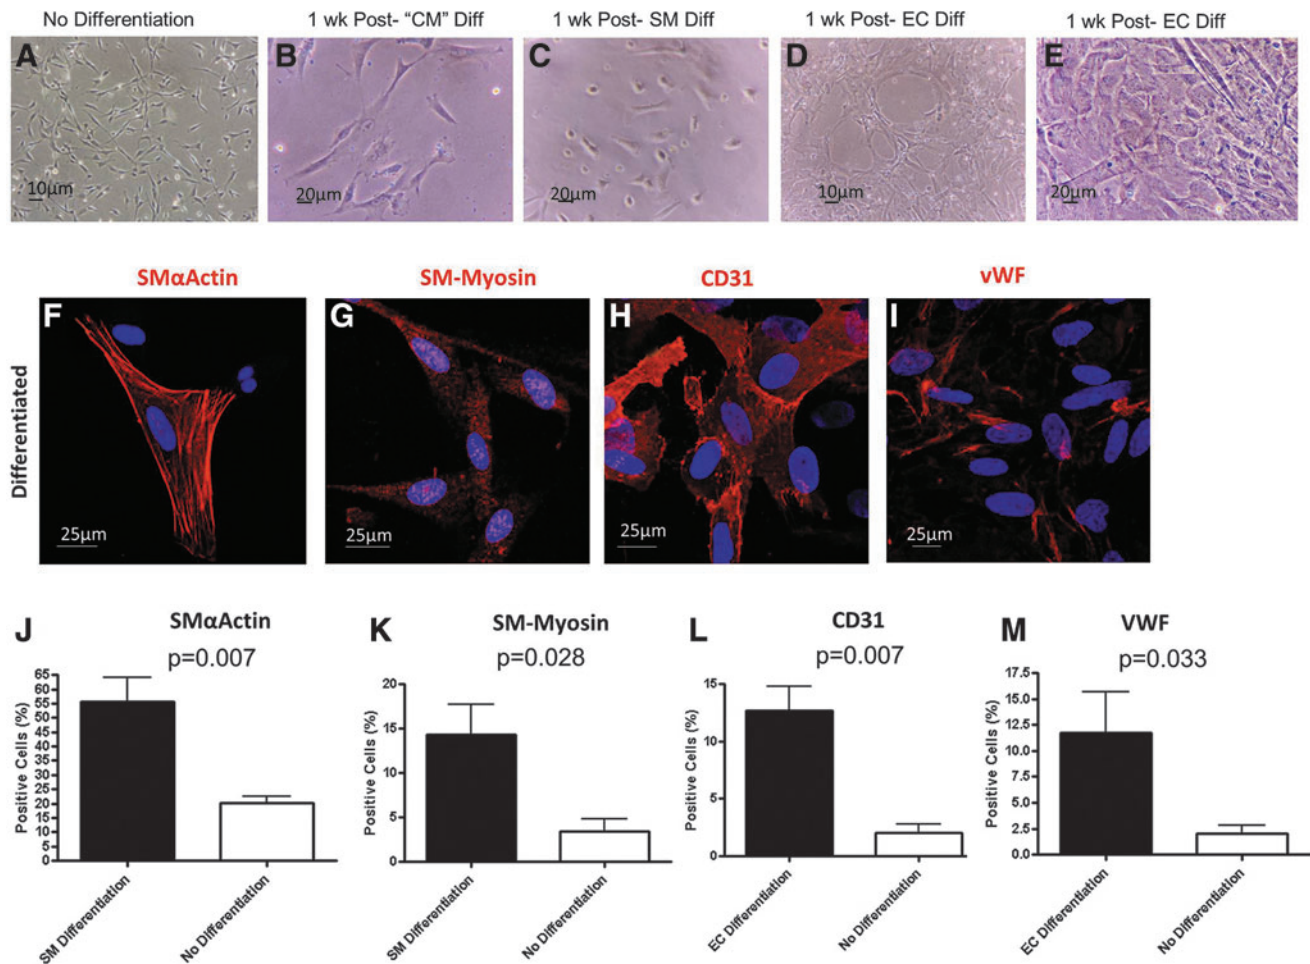 No Differentiation
1 wk Post- “CM” Diff
1 wk Post- SM Diff
1 wk Post- EC Diff
1 wk Post- EC Diff
A
B
C
D
E
10µm
20µm
20µm
10µm
20µm
SMαActin
SM-Myosin
CD31
vWF
Differentiated
F
G
H
I
25µm
25µm
25µm
25µm
J
SMαActin
p=0.007
Positive Cells (%)
65
60
55
50
45
40
35
30
25
20
15
10
5
0
SM Differentiation
No Differentiation
K
SM-Myosin
p=0.028
Positive Cells (%)
20
15
10
5
0
SM Differentiation
No Differentiation
L
CD31
p=0.007
Positive Cells (%)
15
10
5
0
EC Differentiation
No Differentiation
M
VWF
p=0.033
Positive Cells (%)
17.5
15.0
12.5
10.0
7.5
5.0
2.5
0.0
EC Differentiation
No Differentiation